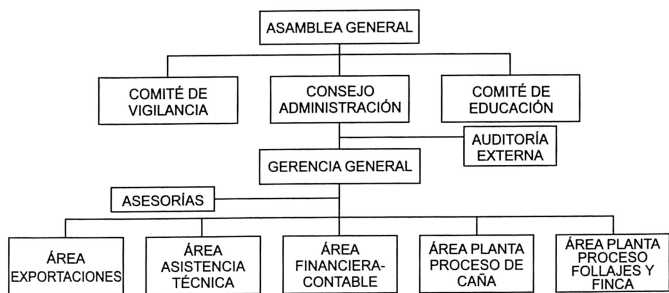 ASAMBLEA GENERAL
COMITÉ DE
VIGILANCIA
CONSEJO
ADMINISTRACIÓN
COMITÉ DE
EDUCACIÓN
AUDITORÍA
EXTERNA
GERENCIA GENERAL
ASESORÍAS
ÁREA
EXPORTACIONES
ÁREA
ASISTENCIA
TÉCNICA
ÁREA
FINANCIERA-
CONTABLE
ÁREA PLANTA
PROCESO DE
CAÑA
ÁREA PLANTA
PROCESO
FOLLAJES Y
FINCA